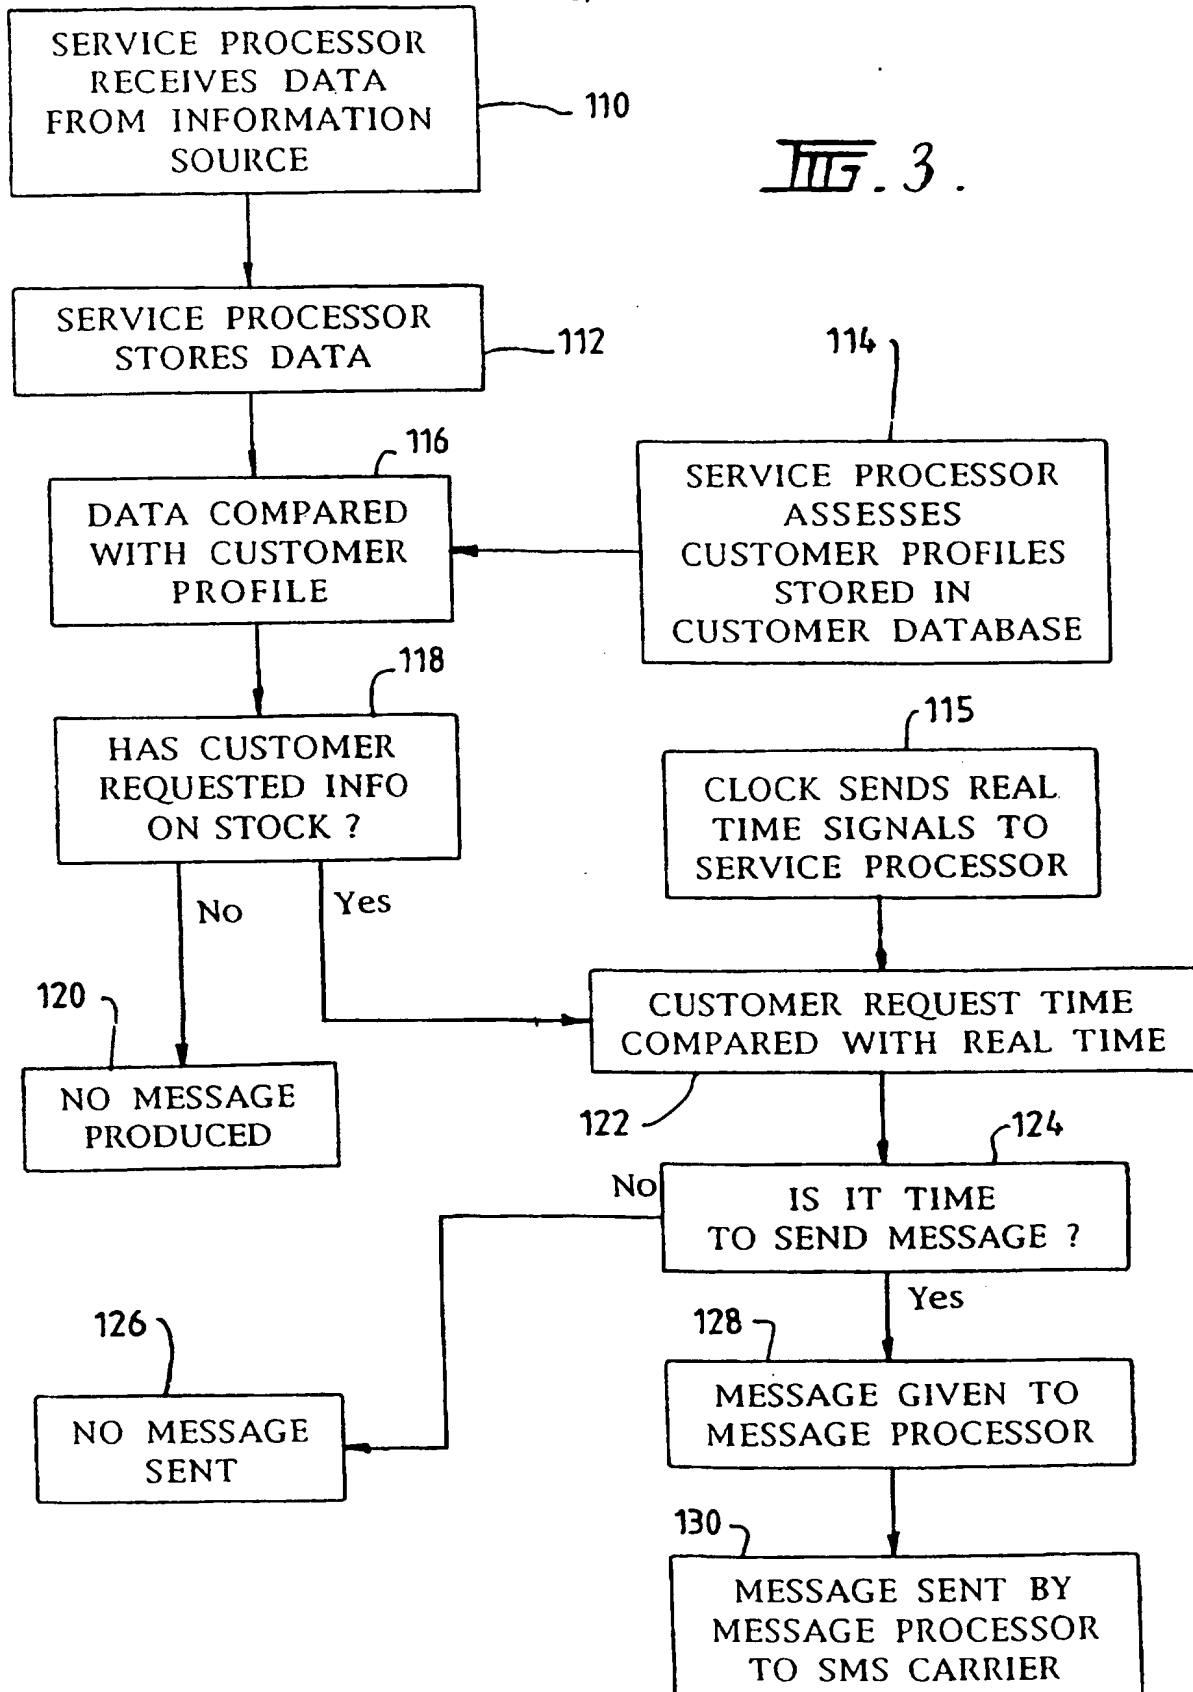 SERVICE PROCESSOR
RECEIVES DATA
FROM INFORMATION
SOURCE
110
FIG. 3.
SERVICE PROCESSOR
STORES DATA
112
114
116
DATA COMPARED
WITH CUSTOMER
PROFILE
SERVICE PROCESSOR
ASSESSES
CUSTOMER PROFILES
STORED IN
CUSTOMER DATABASE
118
HAS CUSTOMER
REQUESTED INFO
ON STOCK ?
115
CLOCK SENDS REAL
TIME SIGNALS TO
SERVICE PROCESSOR
No
Yes
120
NO MESSAGE
PRODUCED
CUSTOMER REQUEST TIME
COMPARED WITH REAL TIME
122
124
No
IS IT TIME
TO SEND MESSAGE ?
Yes
126
NO MESSAGE
SENT
128
MESSAGE GIVEN TO
MESSAGE PROCESSOR
130
MESSAGE SENT BY
MESSAGE PROCESSOR
TO SMS CARRIER